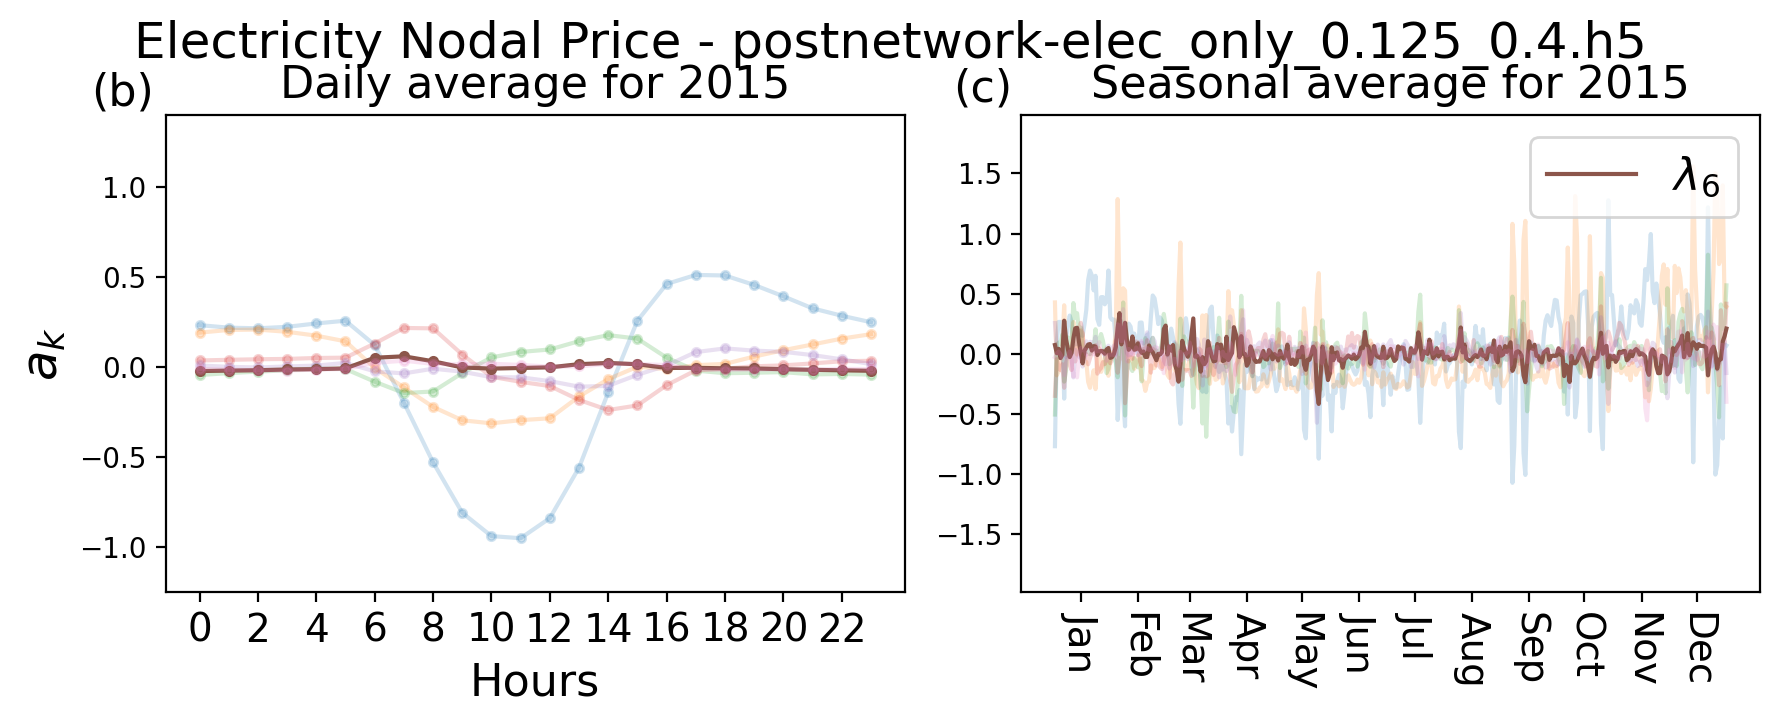 Electricity Nodal Price - postnetwork-elec_only_0.125_0.4.h5
(b) Daily average for 2015
(c) Seasonal average for 2015
a_k
1.0
0.5
0.0
−0.5
−1.0
0 2 4 6 8 10 12 14 16 18 20 22
Hours
1.5
1.0
0.5
0.0
−0.5
−1.0
−1.5
λ_6
Jan Feb Mar Apr May Jun Jul Aug Sep Oct Nov Dec